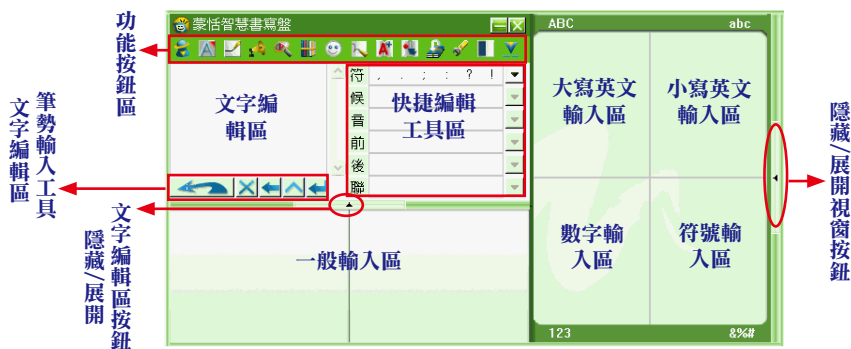 功能按鈕區
蒙恬智慧書寫盤
ABC
abc
符 , . ; : ? !
候
音
前
後
聯
文字編
輯區
快捷編輯
工具區
大寫英文
輸入區
小寫英文
輸入區
筆勢輸入工具
文字編輯區
隱藏/展開視窗按鈕
文字編輯區按鈕
隱藏/展開
一般輸入區
數字輸
入區
符號輸
入區
123
&%#